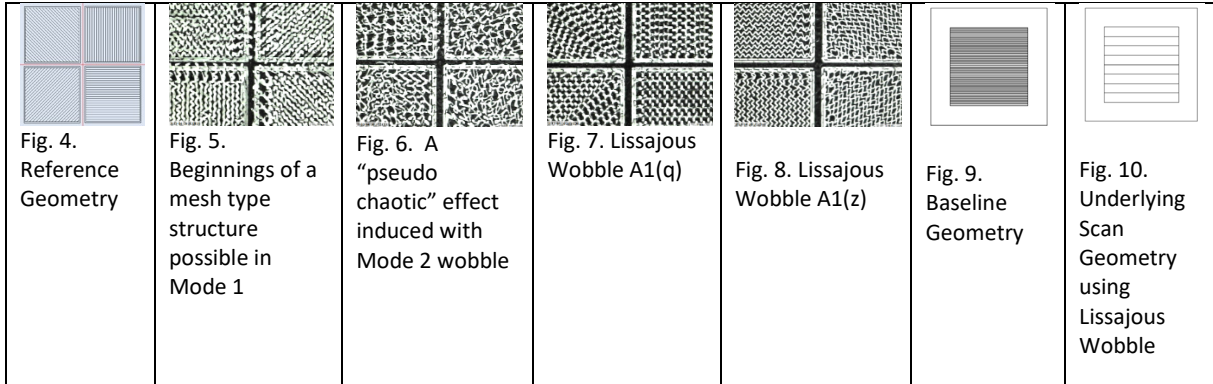 Fig. 4.
Reference
Geometry
Fig. 5.
Beginnings of a
mesh type
structure
possible in
Mode 1
Fig. 6. A
“pseudo
chaotic” effect
induced with
Mode 2 wobble
Fig. 7. Lissajous
Wobble A1(q)
Fig. 8. Lissajous
Wobble A1(z)
Fig. 9.
Baseline
Geometry
Fig. 10.
Underlying
Scan
Geometry
using
Lissajous
Wobble